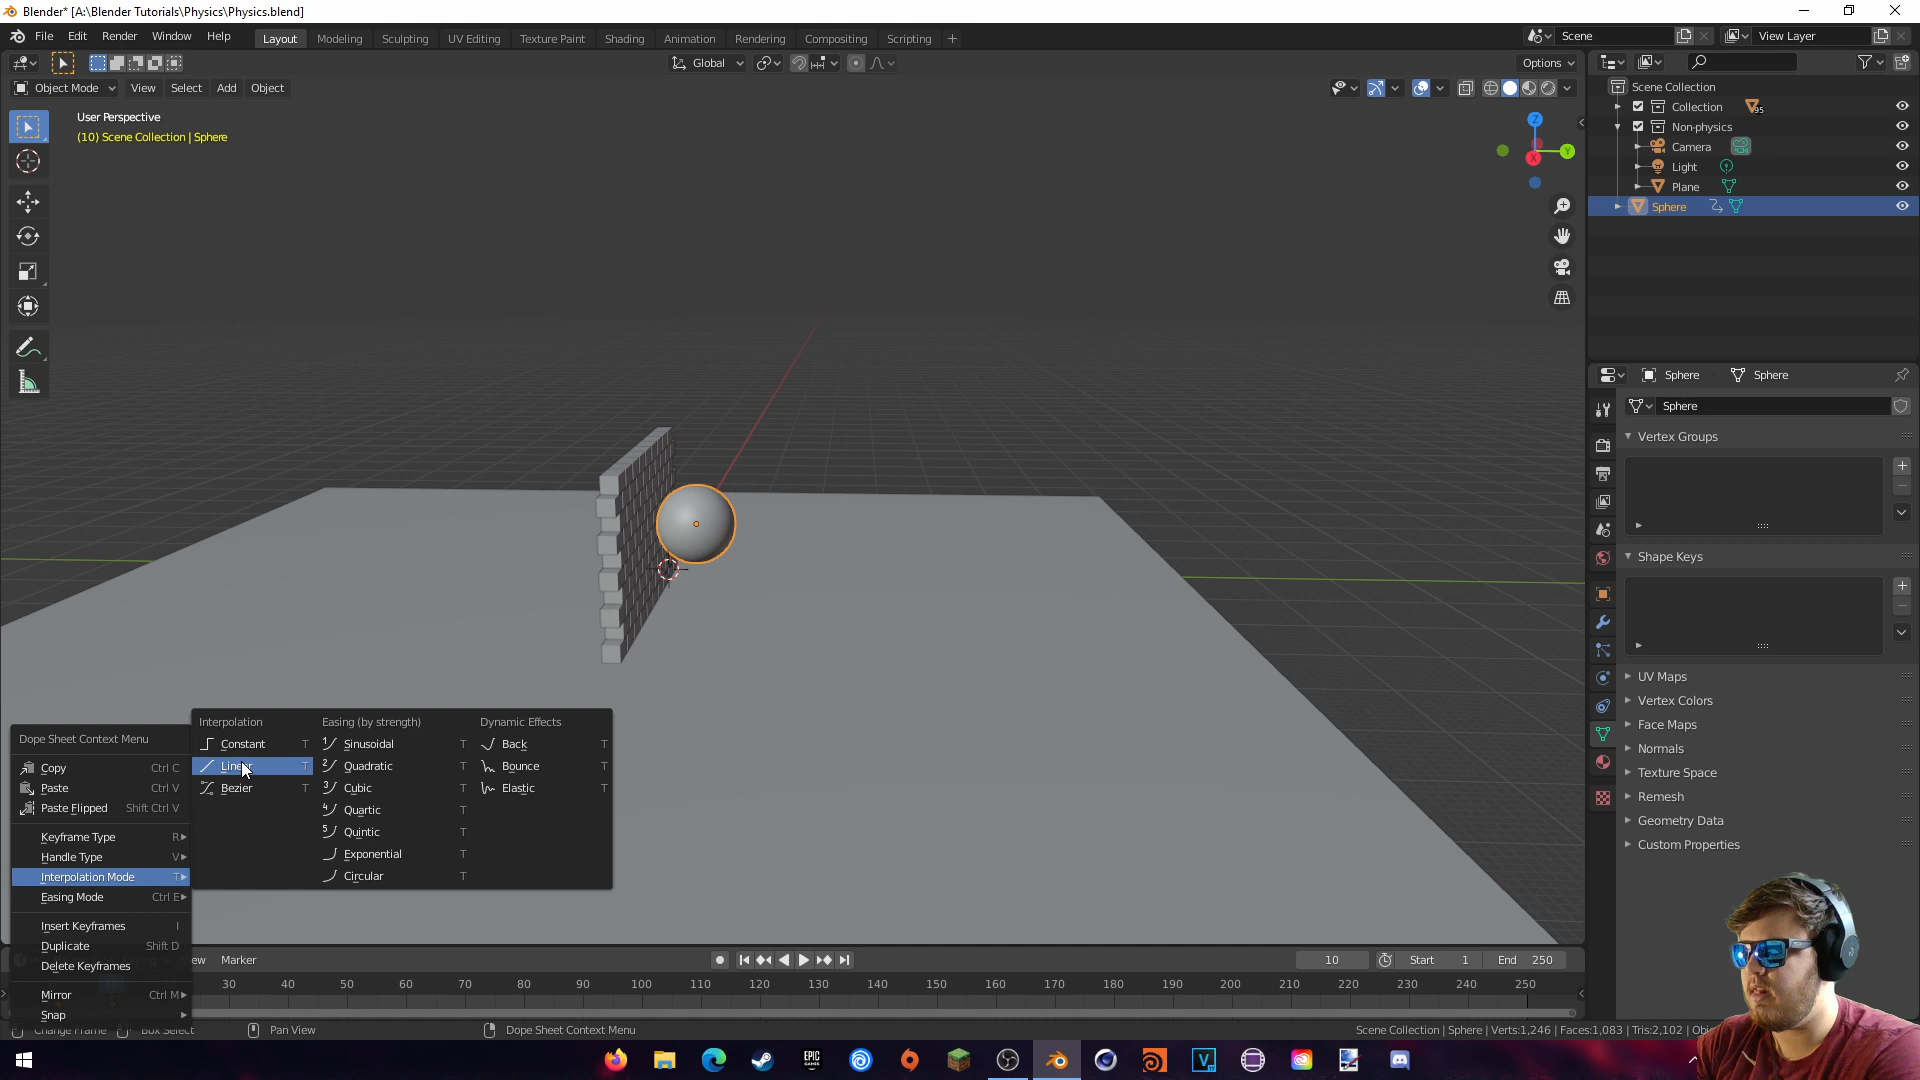 Blender* [A:\Blender Tutorials\Physics\Physics.blend]
File Edit Render Window Help
Layout Modeling Sculpting UV Editing Texture Paint Shading Animation Rendering Compositing Scripting
Scene
View Layer
Global
Options
Object Mode View Select Add Object
User Perspective
(10) Scene Collection | Sphere
Z
Y
X
Scene Collection
Collection 95
Non-physics
Camera
Light
Plane
Sphere
Sphere Sphere
Sphere
Vertex Groups
Shape Keys
UV Maps
Vertex Colors
Face Maps
Normals
Texture Space
Remesh
Geometry Data
Custom Properties
Dope Sheet Context Menu
Copy Ctrl C
Paste Ctrl V
Paste Flipped Shift Ctrl V
Keyframe Type R
Handle Type V
Interpolation Mode T
Easing Mode Ctrl E
Insert Keyframes I
Duplicate Shift D
Delete Keyframes
Mirror Ctrl M
Snap
Interpolation
Constant T
Linear T
Bezier T
Easing (by strength)
1 Sinusoidal T
2 Quadratic T
3 Cubic T
4 Quartic T
5 Quintic T
Exponential T
Circular T
Dynamic Effects
Back T
Bounce T
Elastic T
Marker
10 Start 1 End 250
30 40 50 60 70 80 90 100 110 120 130 140 150 160 170 180 190 200 210 220 230 240 250
Change Frame Box Select Pan View Dope Sheet Context Menu
Scene Collection | Sphere | Verts:1,246 | Faces:1,083 | Tris:2,102 |
EPIC GAMES
V